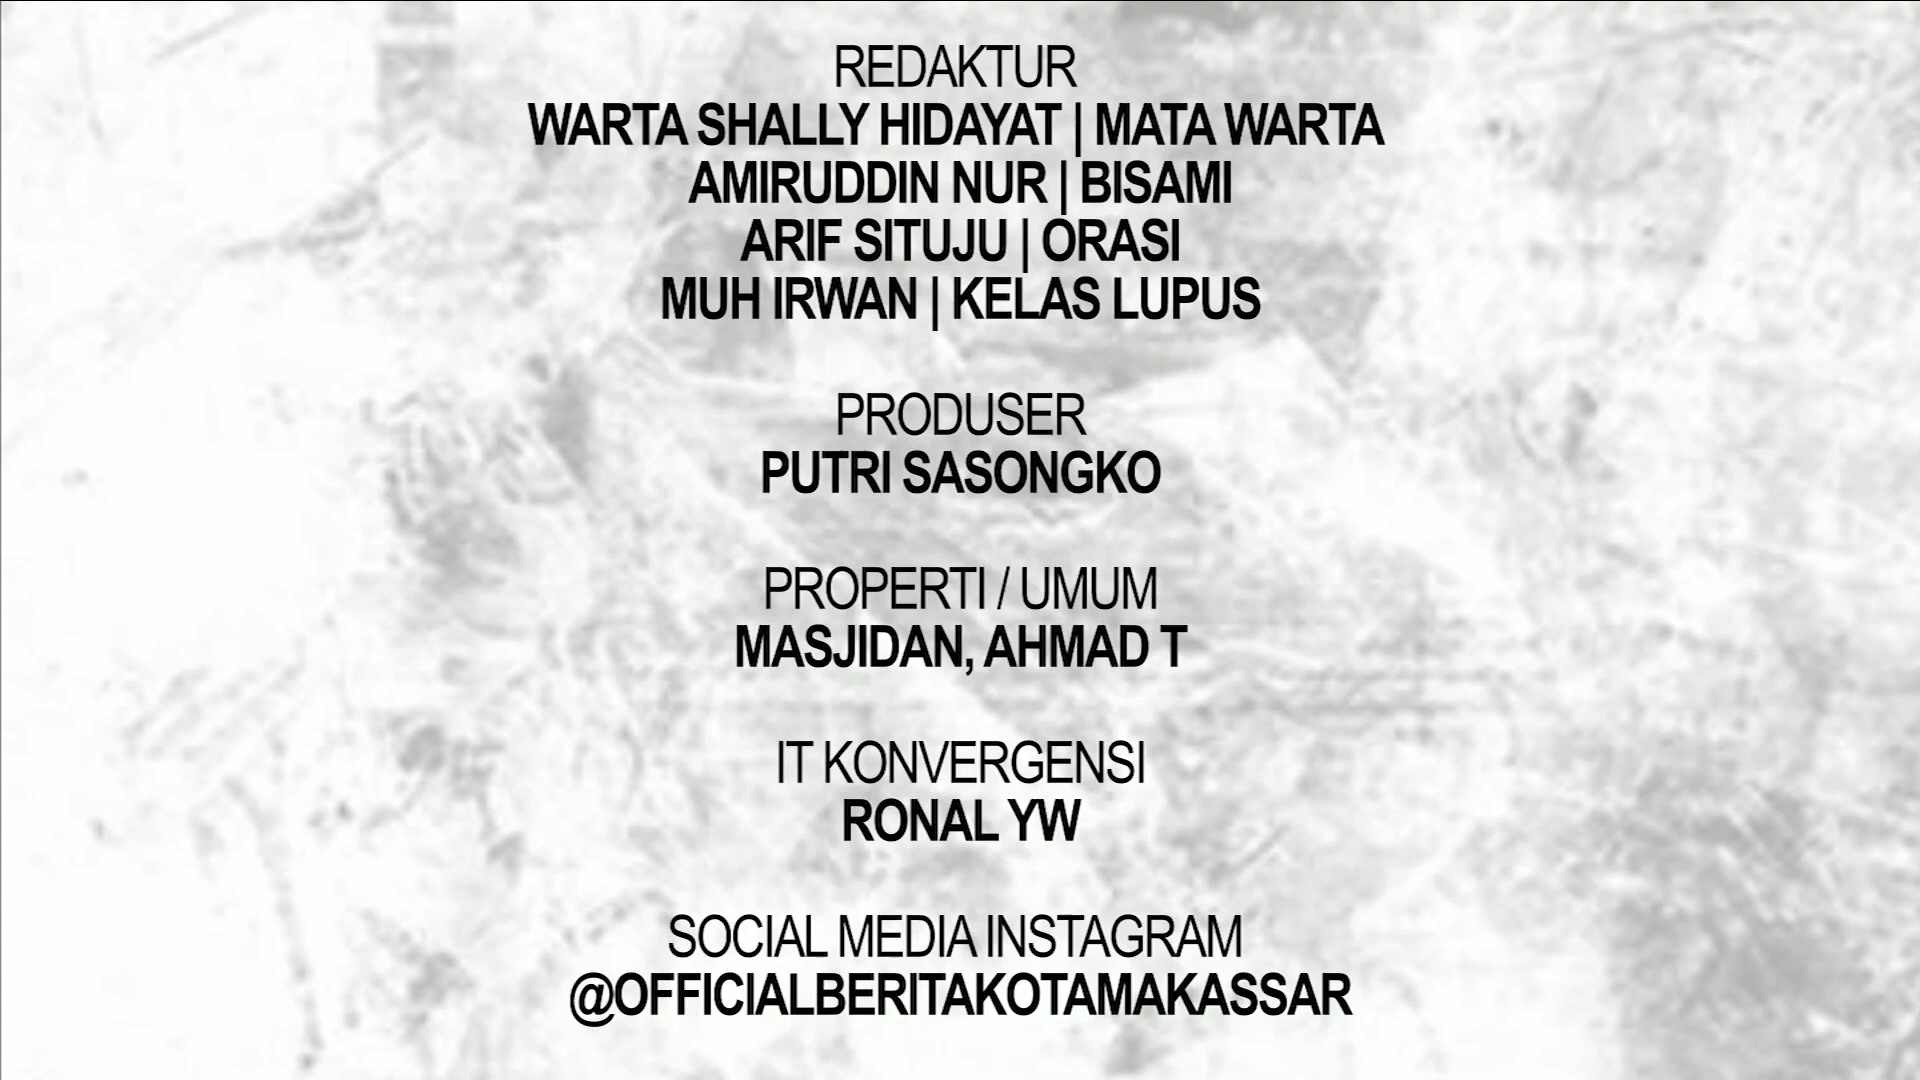 REDAKTUR
WARTA SHALLY HIDAYAT | MATA WARTA
AMIRUDDIN NUR | BISAMI
ARIF SITUJU | ORASI
MUH IRWAN | KELAS LUPUS
PRODUSER
PUTRI SASONGKO
PROPERTI / UMUM
MASJIDAN, AHMAD T
IT KONVERGENSI
RONAL YW
SOCIAL MEDIA INSTAGRAM
@OFFICIALBERITAKOTAMAKASSAR